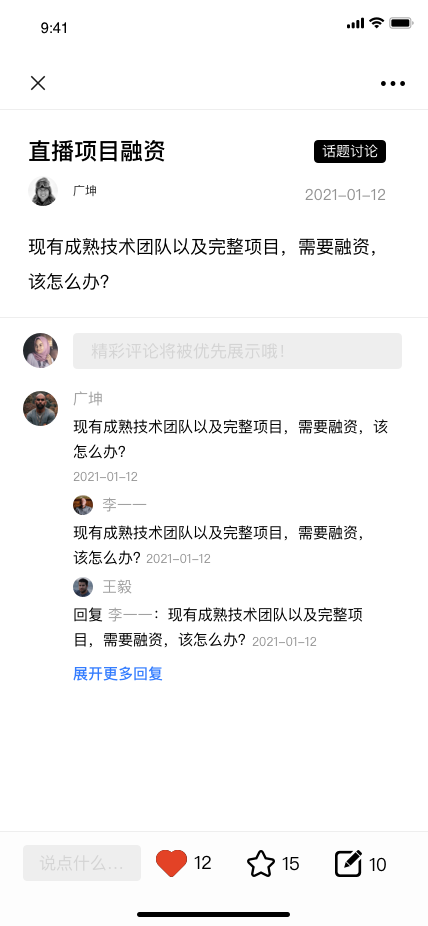 9:41
直播项目融资
话题讨论
广坤
2021-01-12
现有成熟技术团队以及完整项目，需要融资，
该怎么办？
精彩评论将被优先展示哦！
广坤
现有成熟技术团队以及完整项目，需要融资，该
怎么办？
2021-01-12
李一一
现有成熟技术团队以及完整项目，需要融资，
该怎么办？ 2021-01-12
王毅
回复 李一一：现有成熟技术团队以及完整项
目，需要融资，该怎么办？ 2021-01-12
展开更多回复
说点什么...
12
15
10